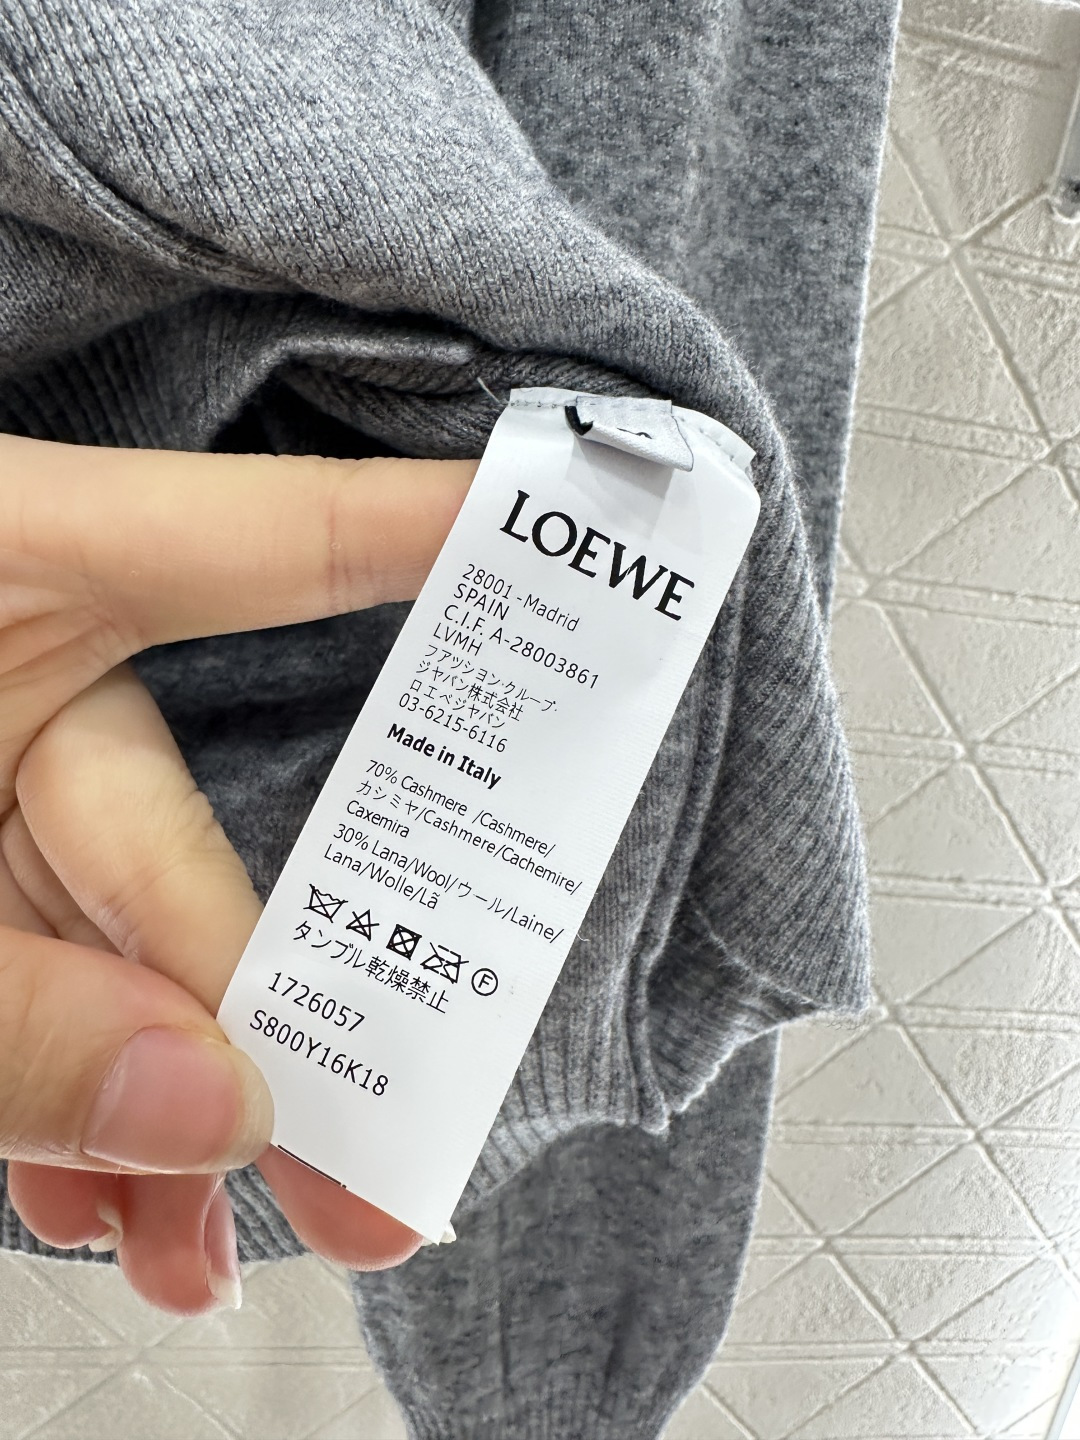 LOEWE
28001 -Madrid
SPAIN
C.I.F. A-28003861
LVMH
ファッション・グループ・
ジャパン株式会社
ロエベジャパン
03-6215-6116
Made in Italy
70% Cashmere /Cashmere/
カシミヤ/Cashmere/Cachemire/
Caxemira
30% Lana/Wool/ウール/Laine/
Lana/Wolle/Lã
F
タンブル乾燥禁止
1726057
S800Y16K18